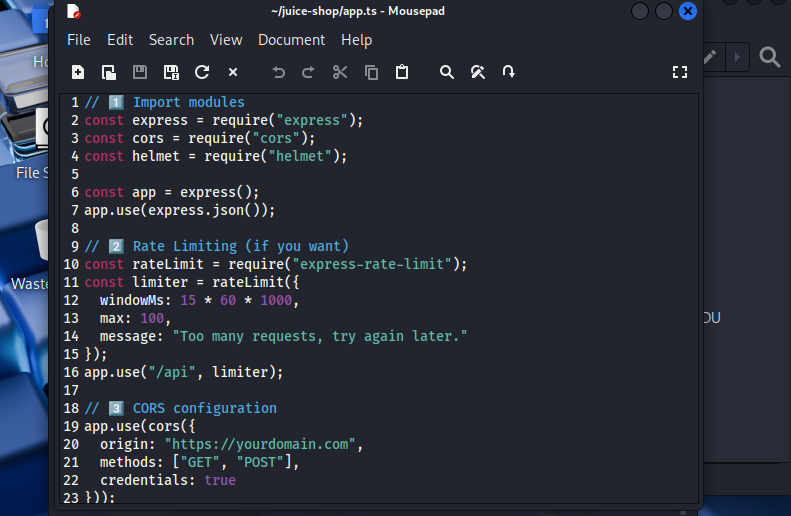 ~/juice-shop/app.ts - Mousepad
File Edit Search View Document Help
1 // 1️⃣ Import modules
2 const express = require("express");
3 const cors = require("cors");
4 const helmet = require("helmet");
5
6 const app = express();
7 app.use(express.json());
8
9 // 2️⃣ Rate Limiting (if you want)
10 const rateLimit = require("express-rate-limit");
11 const limiter = rateLimit({
12   windowMs: 15 * 60 * 1000,
13   max: 100,
14   message: "Too many requests, try again later."
15 });
16 app.use("/api", limiter);
17
18 // 3️⃣ CORS configuration
19 app.use(cors({
20   origin: "https://yourdomain.com",
21   methods: ["GET", "POST"],
22   credentials: true
23 }));
Ho
File S
Waste
OU